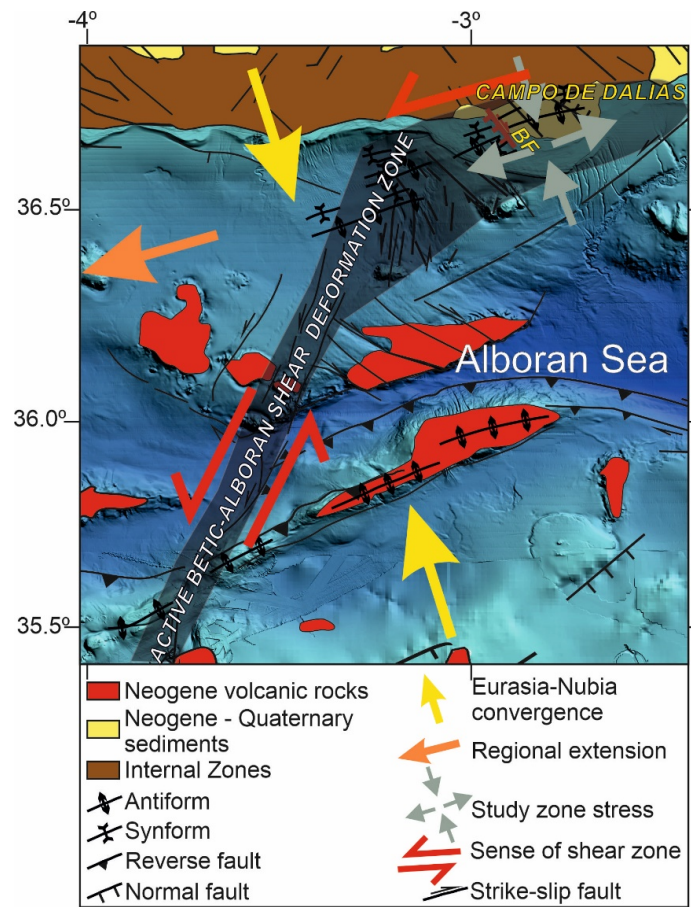 -4º
-3º
CAMPO DE DALIAS
BF
36.5º
ACTIVE BETIC-ALBORAN SHEAR DEFORMATION ZONE
Alboran Sea
36.0º
35.5º
Neogene volcanic rocks
Neogene - Quaternary
sediments
Internal Zones
Antiform
Synform
Reverse fault
Normal fault
Eurasia-Nubia
convergence
Regional extension
Study zone stress
Sense of shear zone
Strike-slip fault